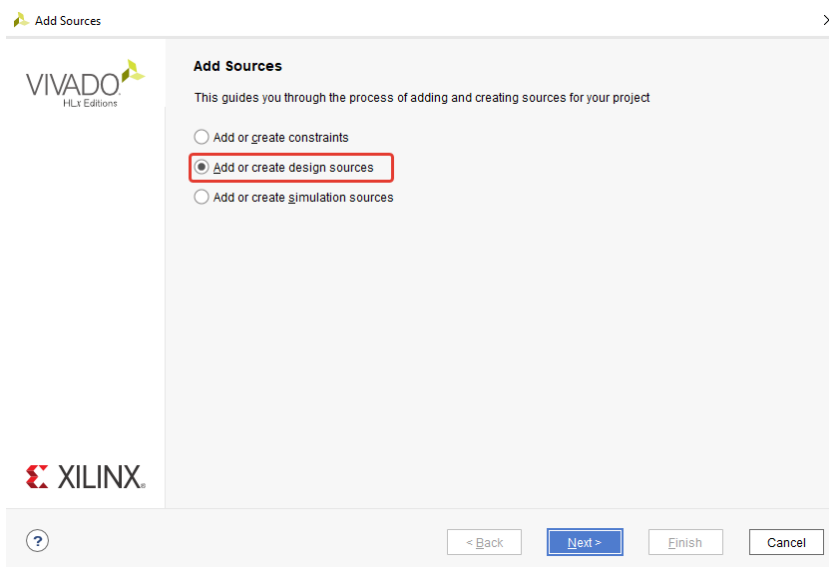 Add Sources
VIVADO.
HLx Editions
Add Sources
This guides you through the process of adding and creating sources for your project
Add or create constraints
Add or create design sources
Add or create simulation sources
XILINX.
?
< Back
Next >
Finish
Cancel